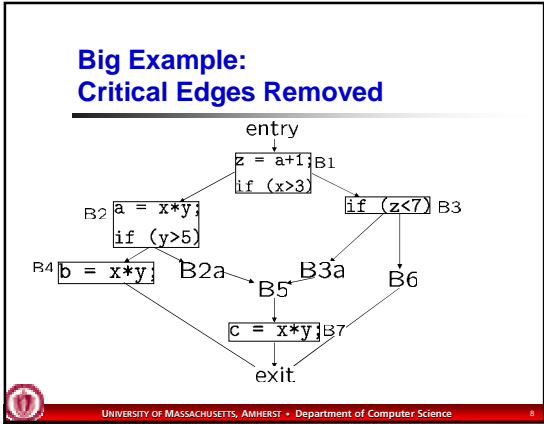 Big Example:
Critical Edges Removed
entry
z = a+1; B1
if (x>3)
B2 a = x*y;
if (y>5)
if (z<7) B3
B4 b = x*y;
B2a
B5
B3a
B6
c = x*y; B7
exit
UNIVERSITY OF MASSACHUSETTS, AMHERST • Department of Computer Science 8